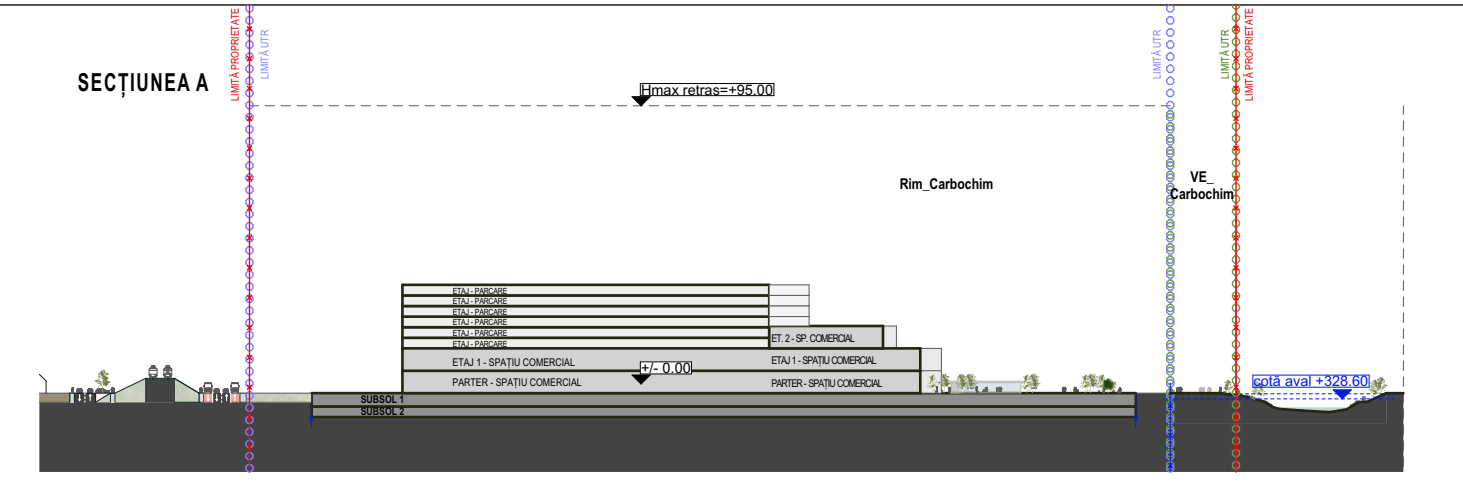 SECȚIUNEA A
LIMITĂ PROPRIETATE
LIMITĂ UTR
Hmax retras=+95.00
LIMITĂ UTR
LIMITĂ UTR
LIMITĂ PROPRIETATE
Rim_Carbochim
VE_
Carbochim
ETAJ - PARCARE
ETAJ - PARCARE
ETAJ - PARCARE
ETAJ - PARCARE
ETAJ - PARCARE
ETAJ - PARCARE
ET. 2 - SP. COMERCIAL
ETAJ 1 - SPAȚIU COMERCIAL
ETAJ 1 - SPAȚIU COMERCIAL
+/- 0.00
PARTER - SPAȚIU COMERCIAL
PARTER - SPAȚIU COMERCIAL
cotă aval +328.60
SUBSOL 1
SUBSOL 2